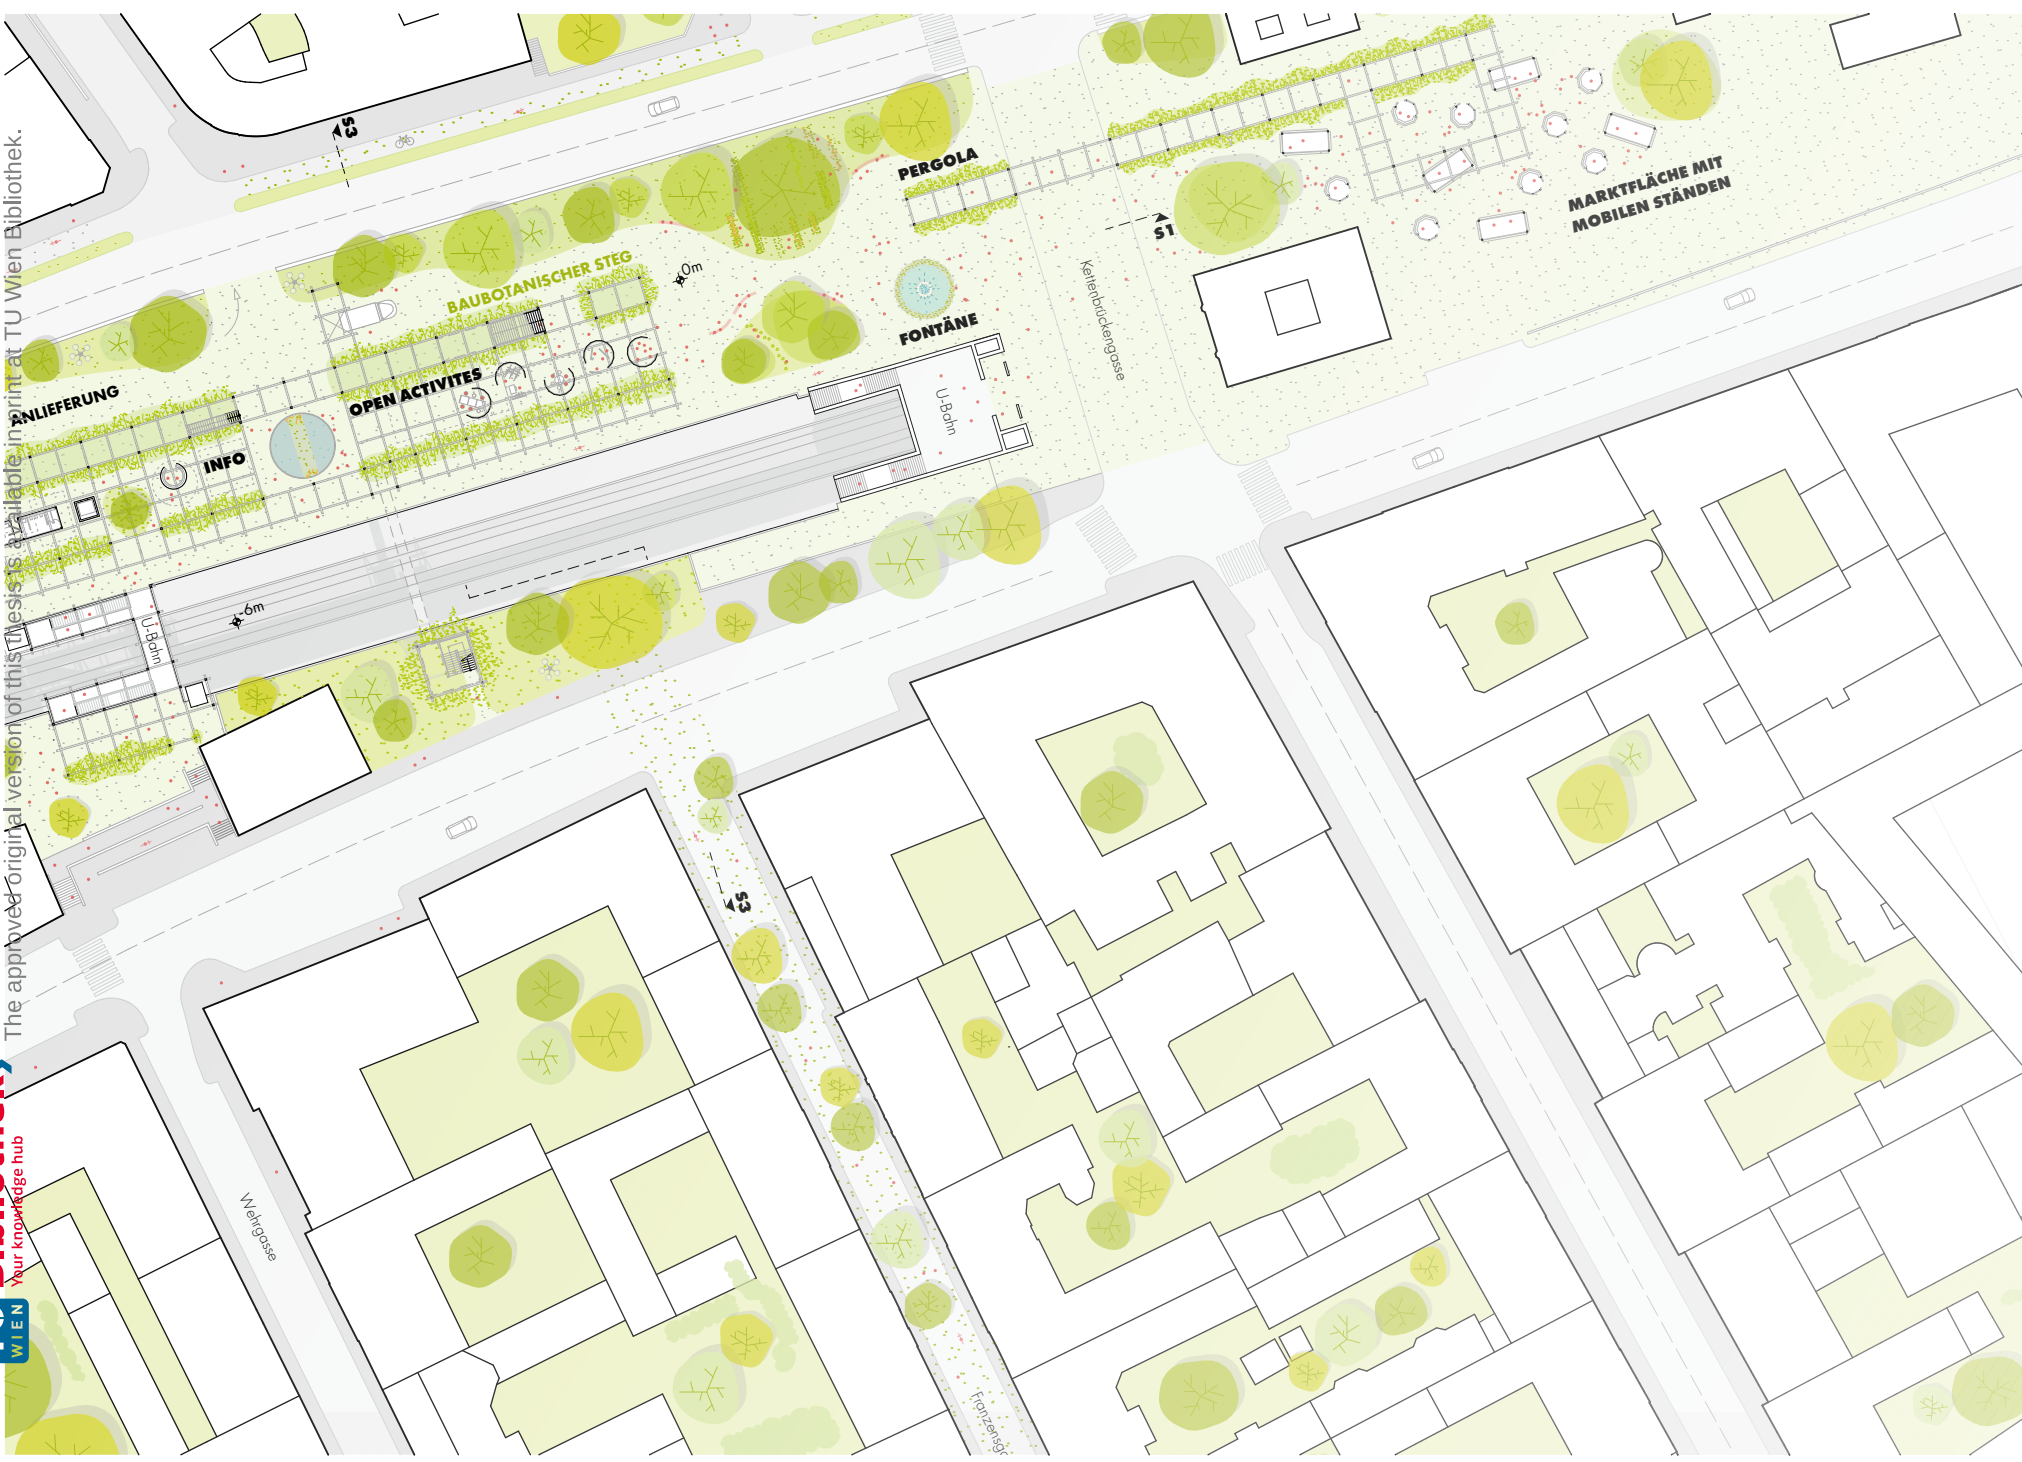 S3
PERGOLA
MARKTFLÄCHE MIT
MOBILEN STÄNDEN
S1
0m
BAUBOTANISCHER STEG
FONTÄNE
Kettenbrückengasse
OPEN ACTIVITES
ANLIEFERUNG
INFO
U-Bahn
-6m
U-Bahn
S3
Wehrgasse
The approved original version of this thesis is available in print at TU Wien Bibliothek.
Your knowledge hub
WIEN